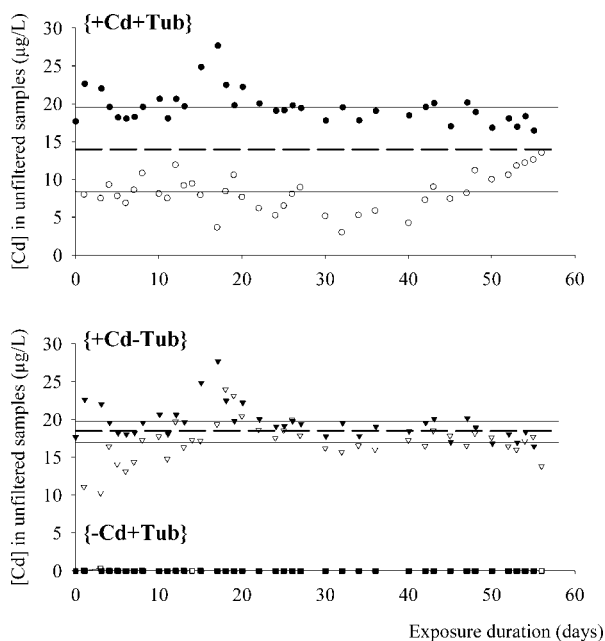 {+Cd+Tub}
[Cd] in unfiltered samples (µg/L)
30
25
20
15
10
5
0
0 10 20 30 40 50 60
{+Cd-Tub}
[Cd] in unfiltered samples (µg/L)
30
25
20
15
10
5
0
{-Cd+Tub}
0 10 20 30 40 50 60
Exposure duration (days)